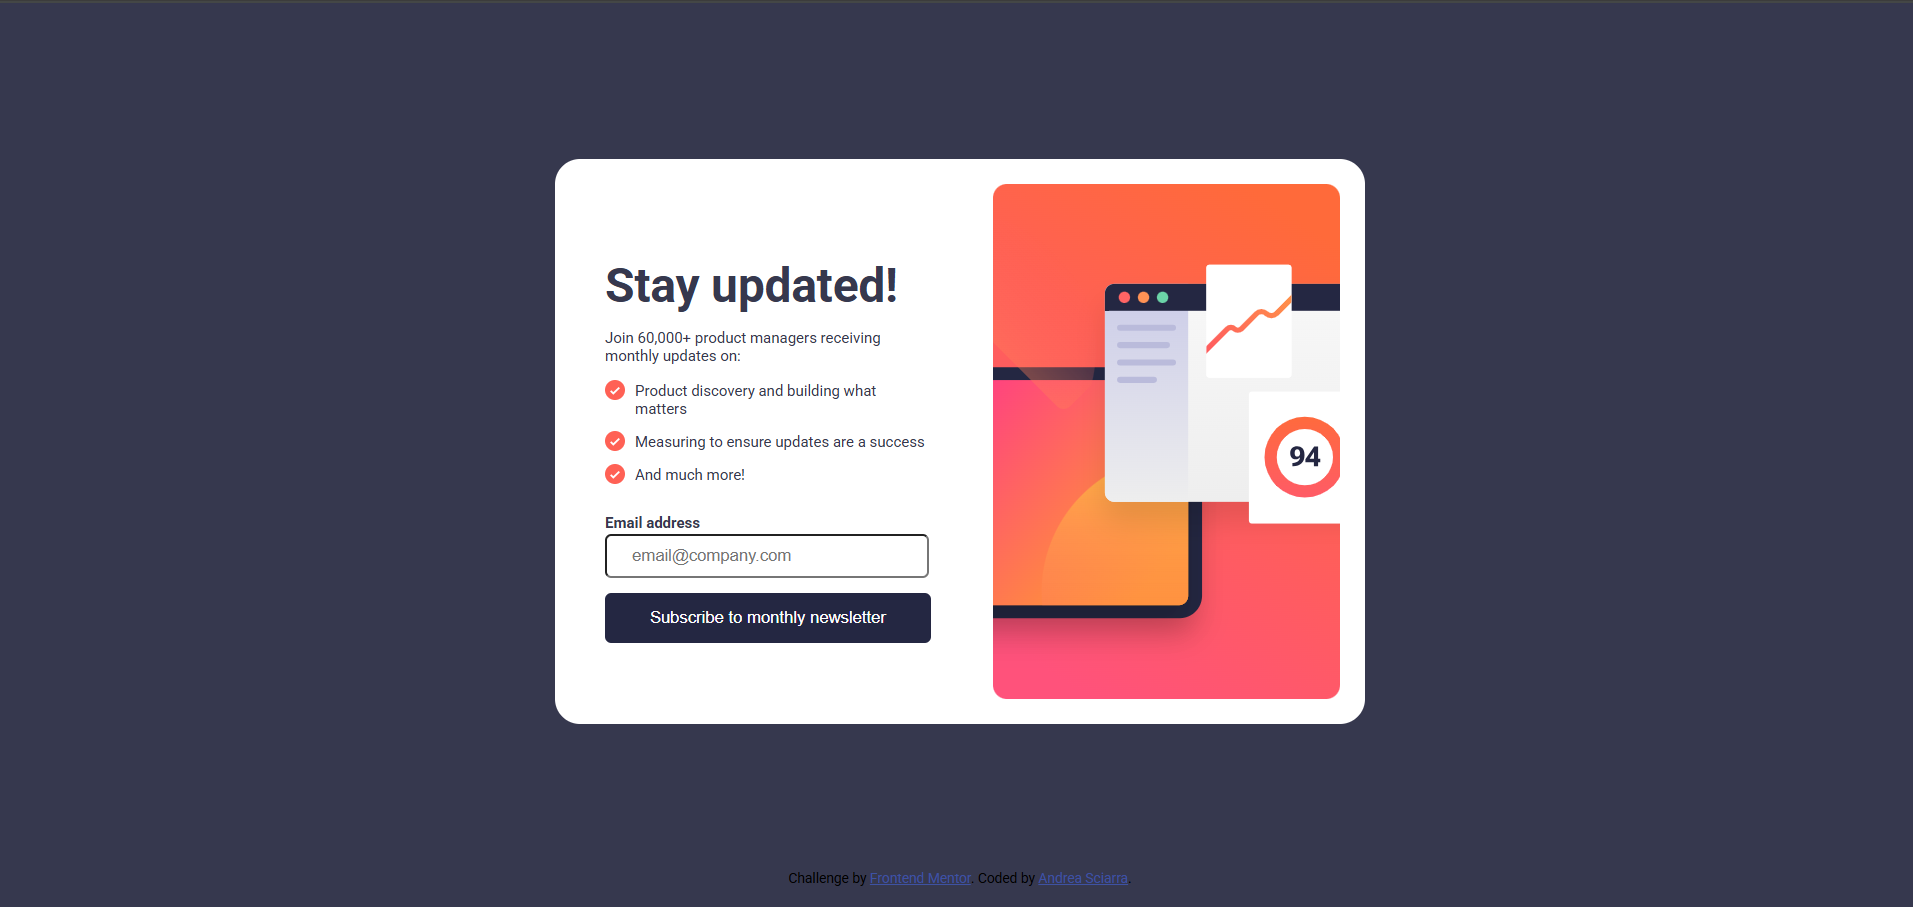 Stay updated!
Join 60,000+ product managers receiving
monthly updates on:
Product discovery and building what
matters
Measuring to ensure updates are a success
And much more!
Email address
email@company.com
Subscribe to monthly newsletter
94
Challenge by Frontend Mentor. Coded by Andrea Sciarra.